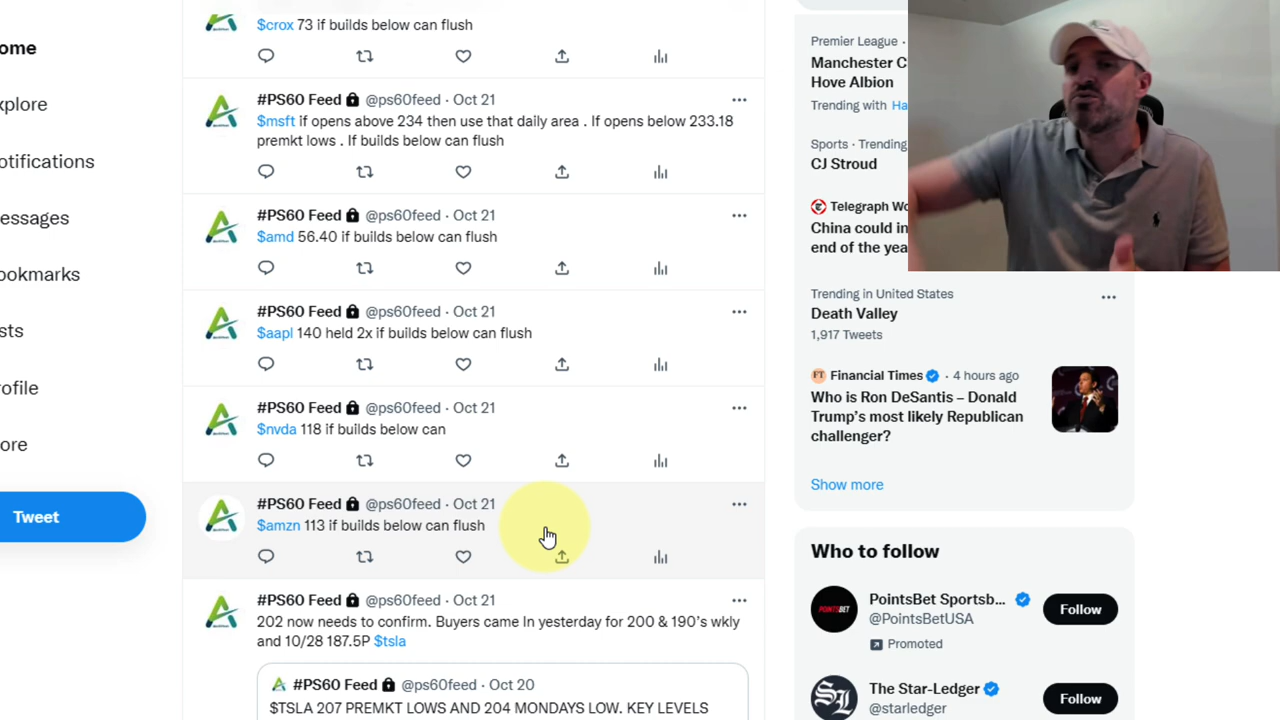 ome
xplore
otifications
essages
ookmarks
sts
rofile
ore
Tweet
$crox 73 if builds below can flush
#PS60 Feed @ps60feed · Oct 21
$msft if opens above 234 then use that daily area . If opens below 233.18
premkt lows . If builds below can flush
#PS60 Feed @ps60feed · Oct 21
$amd 56.40 if builds below can flush
#PS60 Feed @ps60feed · Oct 21
$aapl 140 held 2x if builds below can flush
#PS60 Feed @ps60feed · Oct 21
$nvda 118 if builds below can
#PS60 Feed @ps60feed · Oct 21
$amzn 113 if builds below can flush
#PS60 Feed @ps60feed · Oct 21
202 now needs to confirm. Buyers came In yesterday for 200 & 190's wkly
and 10/28 187.5P $tsla
#PS60 Feed @ps60feed · Oct 20
$TSLA 207 PREMKT LOWS AND 204 MONDAYS LOW. KEY LEVELS
Premier League ·
Manchester C
Hove Albion
Trending with Ha
Sports · Trending
CJ Stroud
Telegraph Wo
China could in
end of the yea
Trending in United States
Death Valley
1,917 Tweets
FT Financial Times · 4 hours ago
Who is Ron DeSantis – Donald
Trump's most likely Republican
challenger?
Show more
Who to follow
POINTSBET
PointsBet Sportsb...
@PointsBetUSA
Promoted
Follow
SL
The Star-Ledger
@starledger
Follow